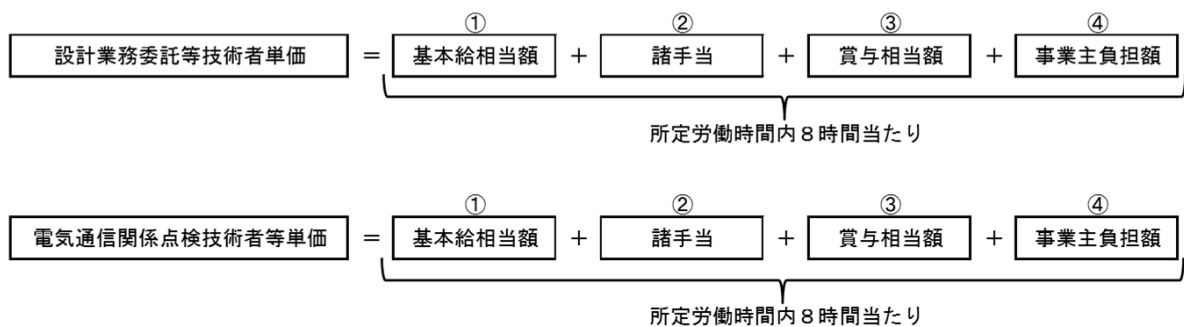 ① ② ③ ④
設計業務委託等技術者単価 = 基本給相当額 + 諸手当 + 賞与相当額 + 事業主負担額
所定労働時間内８時間当たり
① ② ③ ④
電気通信関係点検技術者等単価 = 基本給相当額 + 諸手当 + 賞与相当額 + 事業主負担額
所定労働時間内８時間当たり